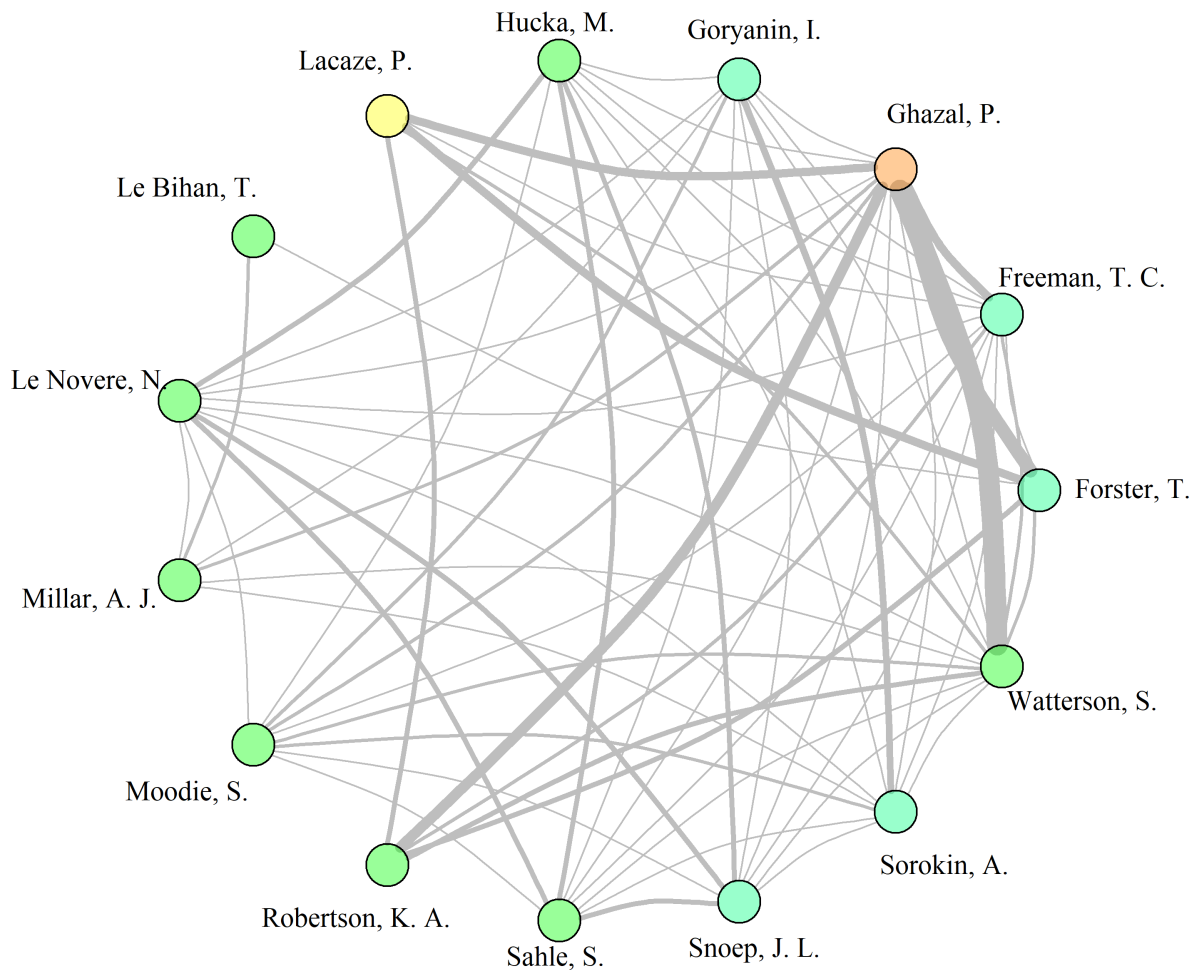 Hucka, M.
Goryanin, I.
Lacaze, P.
Ghazal, P.
Le Bihan, T.
Freeman, T. C.
Le Novere, N.
Forster, T.
Millar, A. J.
Watterson, S.
Moodie, S.
Sorokin, A.
Robertson, K. A.
Snoep, J. L.
Sahle, S.